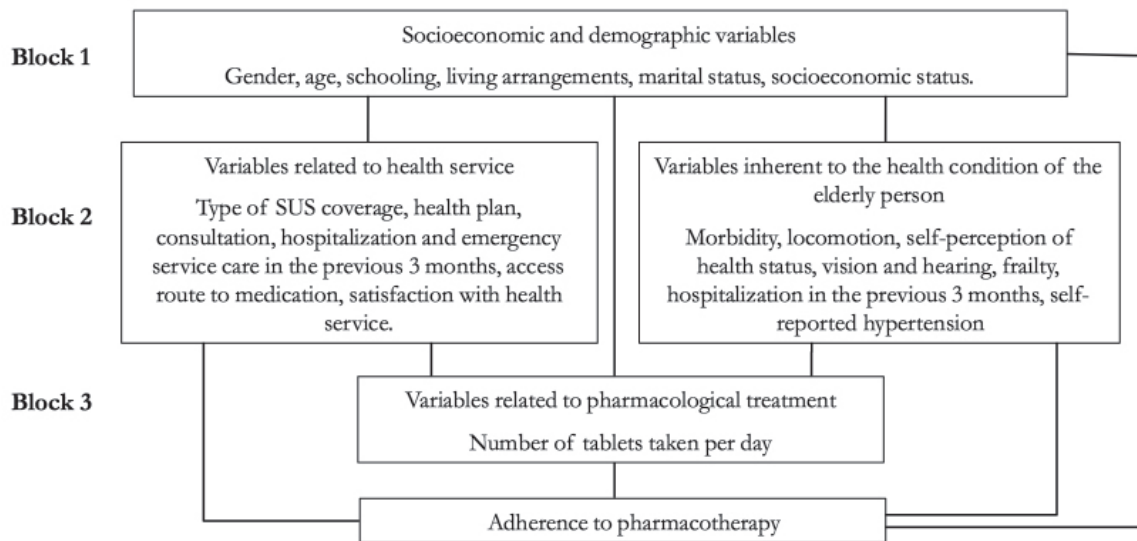 Block 1
Socioeconomic and demographic variables
Gender, age, schooling, living arrangements, marital status, socioeconomic status.
Block 2
Variables related to health service
Type of SUS coverage, health plan,
consultation, hospitalization and emergency
service care in the previous 3 months, access
route to medication, satisfaction with health
service.
Variables inherent to the health condition of the
elderly person
Morbidity, locomotion, self-perception of
health status, vision and hearing, frailty,
hospitalization in the previous 3 months, self-
reported hypertension
Block 3
Variables related to pharmacological treatment
Number of tablets taken per day
Adherence to pharmacotherapy